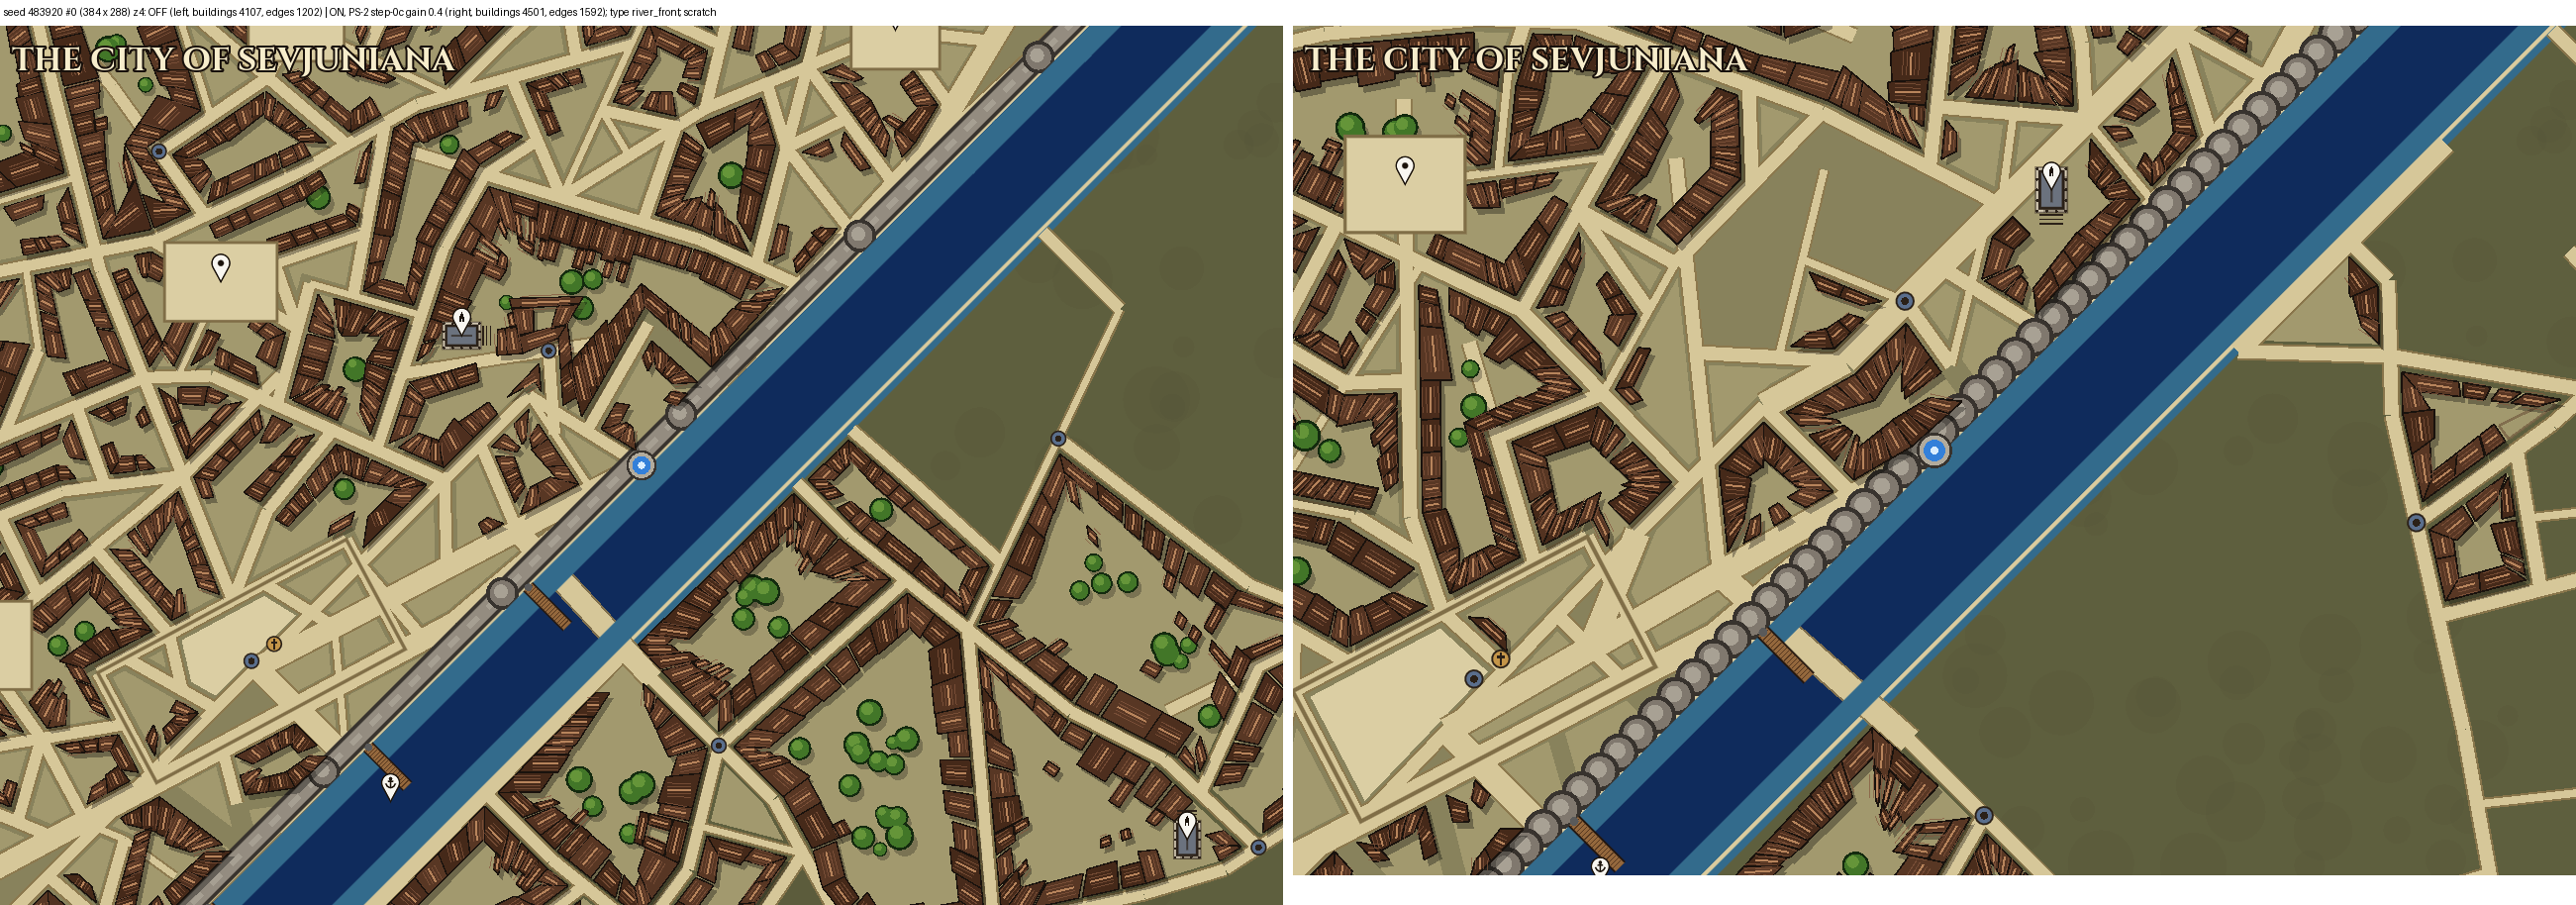 seed 483920 #0 (384 x 288) z4: OFF (left, buildings 4107, edges 1202) | ON, PS-2 step-0c gain 0.4 (right, buildings 4501, edges 1592); type river_front; scratch
THE CITY OF SEVJUNIANA
THE CITY OF SEVJUNIANA